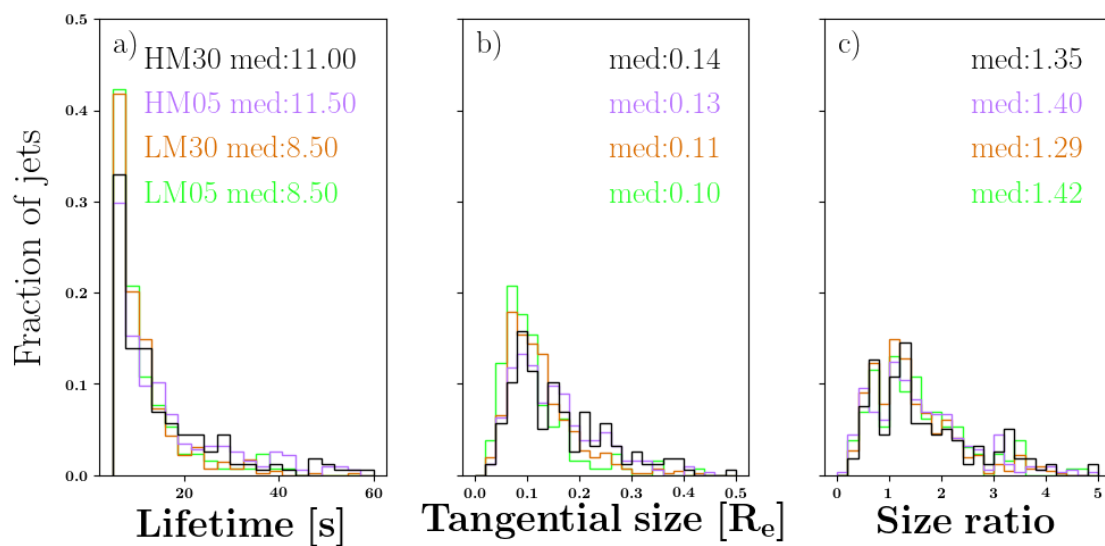 Fraction of jets
0.5
0.4
0.3
0.2
0.1
0.0
a)
HM30 med:11.00
HM05 med:11.50
LM30 med:8.50
LM05 med:8.50
20 40 60
Lifetime [s]
b)
med:0.14
med:0.13
med:0.11
med:0.10
0.0 0.1 0.2 0.3 0.4 0.5
Tangential size [Rₑ]
c)
med:1.35
med:1.40
med:1.29
med:1.42
0 1 2 3 4 5
Size ratio